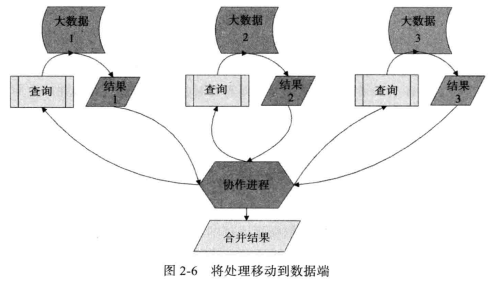 大数据
1
大数据
2
大数据
3
查询
结果
1
查询
结果
2
查询
结果
3
协作进程
合并结果
图 2-6 将处理移动到数据端